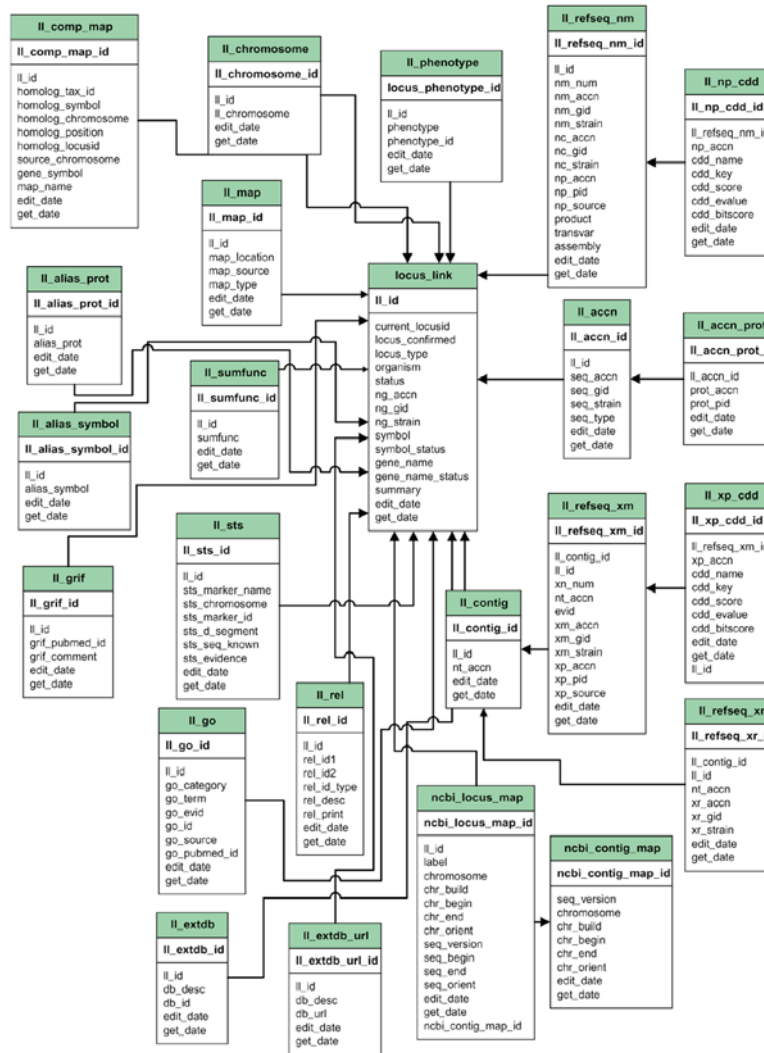 ll_comp_map
ll_comp_map_id
ll_id
homolog_tax_id
homolog_symbol
homolog_chromosome
homolog_position
homolog_locusid
source_chromosome
gene_symbol
map_name
edit_date
get_date
ll_chromosome
ll_chromosome_id
ll_id
ll_chromosome
edit_date
get_date
ll_phenotype
locus_phenotype_id
ll_id
phenotype
phenotype_id
edit_date
get_date
ll_refseq_nm
ll_refseq_nm_id
ll_id
nm_num
nm_accn
nm_gid
nm_strain
nc_accn
nc_gid
nc_strain
np_accn
np_pid
np_source
product
transvar
assembly
edit_date
get_date
ll_np_cdd
ll_np_cdd_id
ll_refseq_nm_id
np_accn
cdd_name
cdd_key
cdd_score
cdd_evalue
cdd_bitscore
edit_date
get_date
ll_map
ll_map_id
ll_id
map_location
map_source
map_type
edit_date
get_date
locus_link
ll_id
current_locusid
locus_confirmed
locus_type
organism
status
ng_accn
ng_gid
ng_strain
symbol
symbol_status
gene_name
gene_name_status
summary
edit_date
get_date
ll_alias_prot
ll_alias_prot_id
ll_id
alias_prot
edit_date
get_date
ll_sumfunc
ll_sumfunc_id
ll_id
sumfunc
edit_date
get_date
ll_accn
ll_accn_id
ll_id
seq_accn
seq_gid
seq_strain
seq_type
edit_date
get_date
ll_accn_prot
ll_accn_prot_
ll_accn_id
prot_accn
prot_pid
edit_date
get_date
ll_alias_symbol
ll_alias_symbol_id
ll_id
alias_symbol
edit_date
get_date
ll_grif
ll_grif_id
ll_id
grif_pubmed_id
grif_comment
edit_date
get_date
ll_sts
ll_sts_id
ll_id
sts_marker_name
sts_chromosome
sts_marker_id
sts_d_segment
sts_seq_known
sts_evidence
edit_date
get_date
ll_contig
ll_contig_id
ll_id
nt_accn
edit_date
get_date
ll_refseq_xm
ll_refseq_xm_id
ll_contig_id
ll_id
xn_num
nt_accn
evid
xm_accn
xm_gid
xm_strain
xp_accn
xp_pid
xp_source
edit_date
get_date
ll_xp_cdd
ll_xp_cdd_id
ll_refseq_xm_id
xp_accn
cdd_name
cdd_key
cdd_score
cdd_evalue
cdd_bitscore
edit_date
get_date
ll_id
ll_go
ll_go_id
ll_id
go_category
go_term
go_evid
go_id
go_source
go_pubmed_id
edit_date
get_date
ll_rel
ll_rel_id
ll_id
rel_id1
rel_id2
rel_id_type
rel_desc
rel_print
edit_date
get_date
ll_refseq_xr
ll_refseq_xr_
ll_contig_id
ll_id
nt_accn
xr_accn
xr_gid
xr_strain
edit_date
get_date
ncbi_locus_map
ncbi_locus_map_id
ll_id
label
chromosome
chr_build
chr_begin
chr_end
chr_orient
seq_version
seq_begin
seq_end
seq_orient
edit_date
get_date
ncbi_contig_map_id
ncbi_contig_map
ncbi_contig_map_id
seq_version
chromosome
chr_build
chr_begin
chr_end
chr_orient
edit_date
get_date
ll_extdb
ll_extdb_id
ll_id
db_desc
db_id
edit_date
get_date
ll_extdb_url
ll_extdb_url_id
ll_id
db_desc
db_url
edit_date
get_date